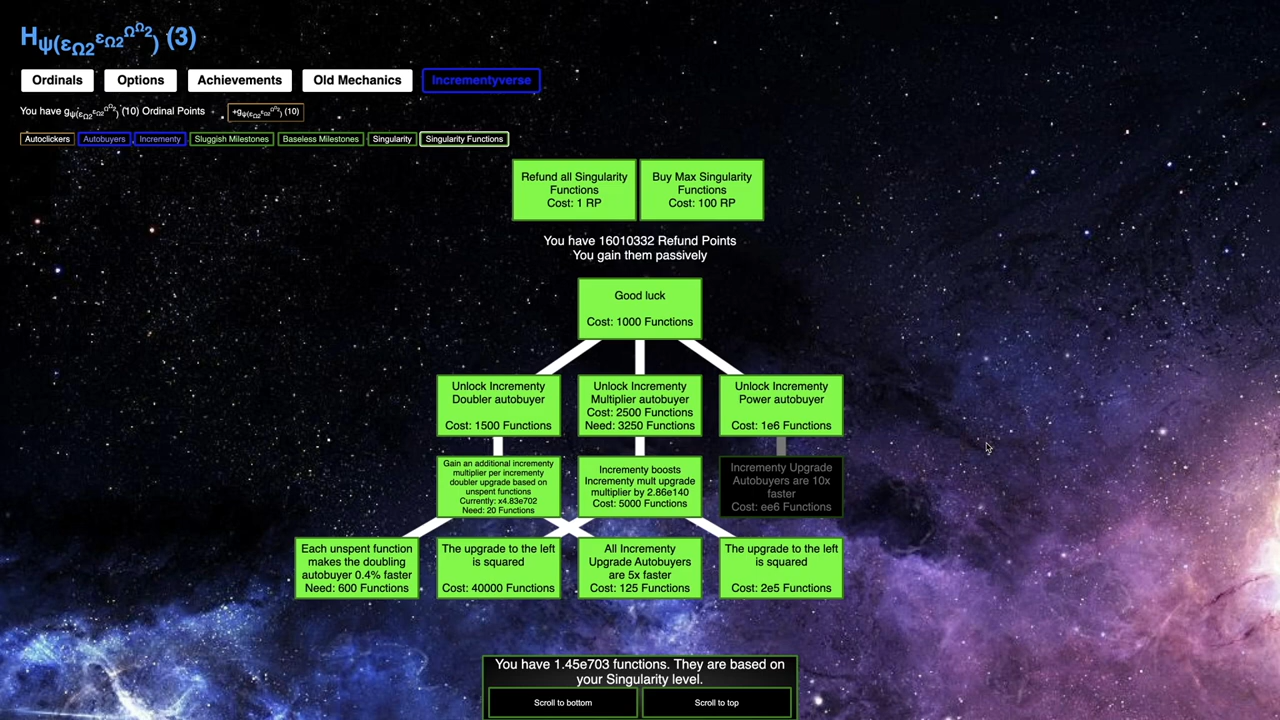 Hψ(εΩ2^εΩ2^Ω^Ω2) (3)
Ordinals Options Achievements Old Mechanics Incrementyverse
You have gψ(εΩ2^εΩ2^Ω^Ω2) (10) Ordinal Points +gψ(εΩ2^εΩ2^Ω^Ω2) (10)
Autoclickers Autobuyers Incrementy Sluggish Milestones Baseless Milestones Singularity Singularity Functions
Refund all Singularity
Functions
Cost: 1 RP
Buy Max Singularity
Functions
Cost: 100 RP
You have 16010332 Refund Points
You gain them passively
Good luck
Cost: 1000 Functions
Unlock Incrementy
Doubler autobuyer
Cost: 1500 Functions
Unlock Incrementy
Multiplier autobuyer
Cost: 2500 Functions
Need: 3250 Functions
Unlock Incrementy
Power autobuyer
Cost: 1e6 Functions
Gain an additional incrementy
multiplier per incrementy
doubler upgrade based on
unspent functions
Currently: x4.83e702
Need: 20 Functions
Incrementy boosts
Incrementy mult upgrade
multiplier by 2.86e140
Cost: 5000 Functions
Incrementy Upgrade
Autobuyers are 10x
faster
Cost: ee6 Functions
Each unspent function
makes the doubling
autobuyer 0.4% faster
Need: 600 Functions
The upgrade to the left
is squared
Cost: 40000 Functions
All Incrementy
Upgrade Autobuyers
are 5x faster
Cost: 125 Functions
The upgrade to the left
is squared
Cost: 2e5 Functions
You have 1.45e703 functions. They are based on
your Singularity level.
Scroll to bottom Scroll to top